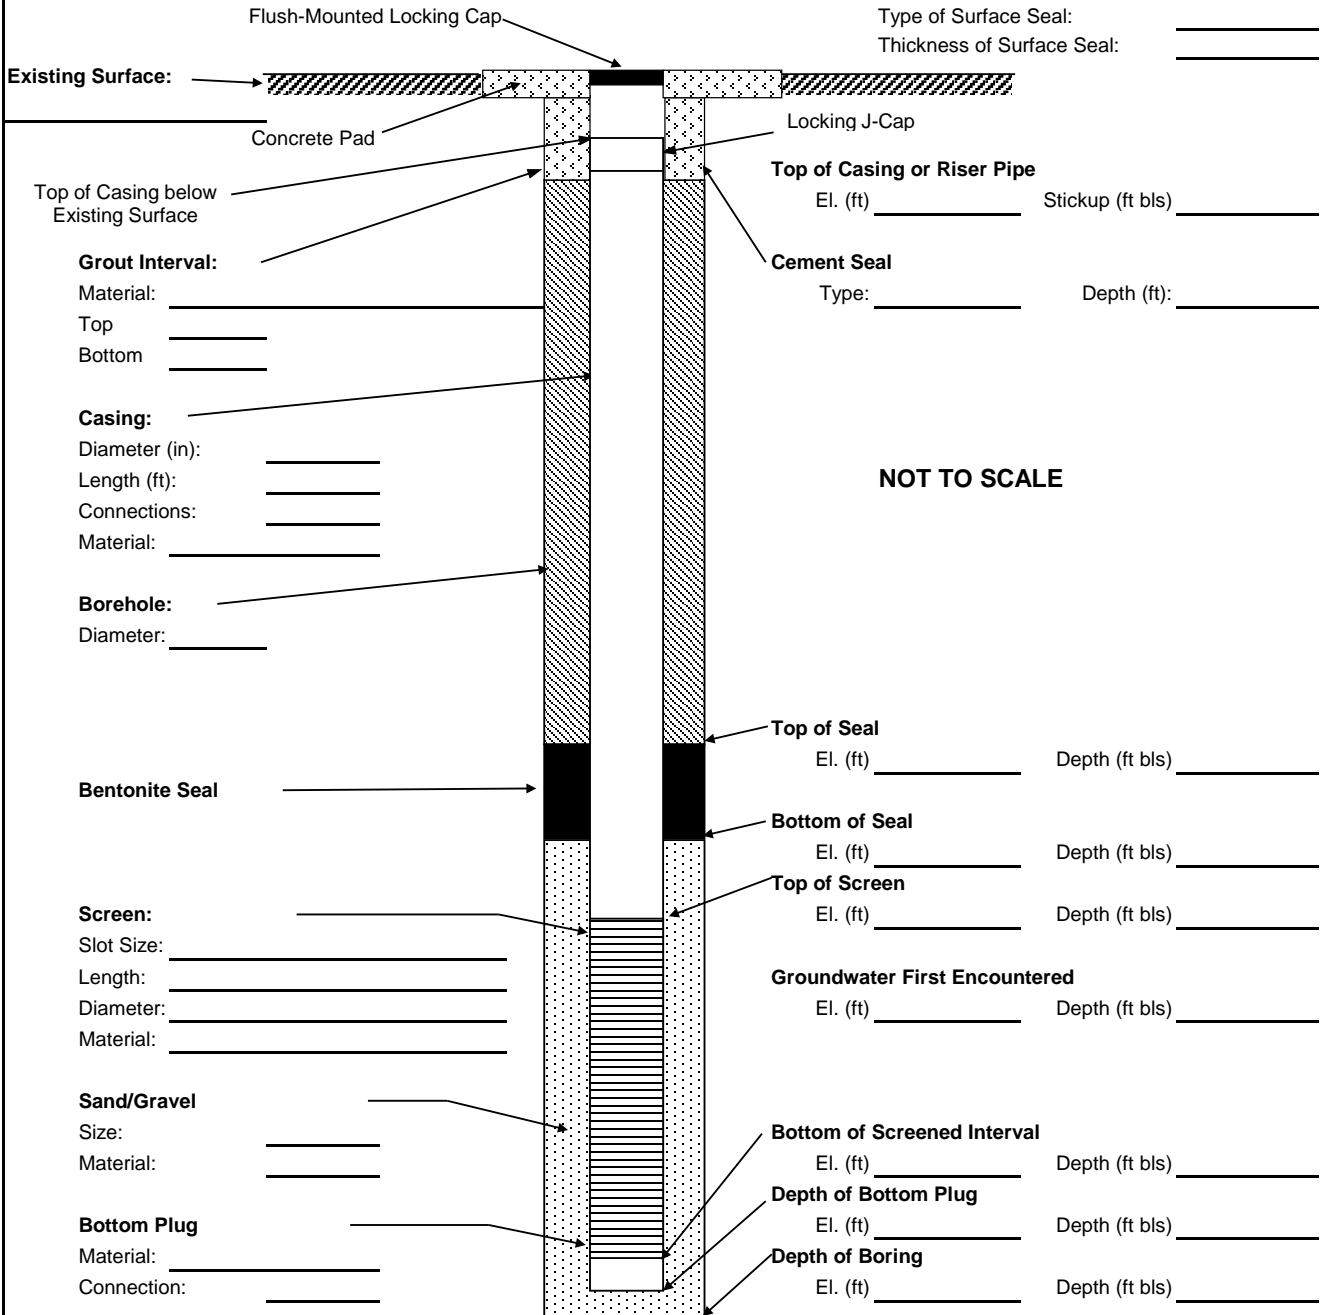 Flush-Mounted Locking Cap
Type of Surface Seal:
Thickness of Surface Seal:
Existing Surface:
Concrete Pad
Locking J-Cap
Top of Casing or Riser Pipe
Top of Casing below
Existing Surface
El. (ft)
Stickup (ft bls)
Grout Interval:
Cement Seal
Material:
Type:
Depth (ft):
Top
Bottom
Casing:
Diameter (in):
Length (ft):
NOT TO SCALE
Connections:
Material:
Borehole:
Diameter:
Top of Seal
El. (ft)
Depth (ft bls)
Bentonite Seal
Bottom of Seal
El. (ft)
Depth (ft bls)
Top of Screen
Screen:
El. (ft)
Depth (ft bls)
Slot Size:
Length:
Groundwater First Encountered
Diameter:
El. (ft)
Depth (ft bls)
Material:
Sand/Gravel
Size:
Bottom of Screened Interval
Material:
El. (ft)
Depth (ft bls)
Depth of Bottom Plug
Bottom Plug
El. (ft)
Depth (ft bls)
Material:
Depth of Boring
Connection:
El. (ft)
Depth (ft bls)